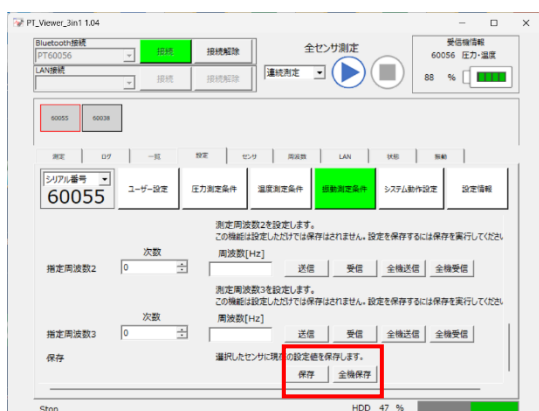 PT_Viewer_3in1 1.04
Bluetooth接続
PT60056
接続
接続解除
LAN接続
接続
接続解除
全センサ測定
連続測定
受信機情報
60056 圧力・温度
88 %
60055
60038
測定
ログ
一覧
設定
センサ
周波数
LAN
状態
振動
シリアル番号
60055
ユーザー設定
圧力測定条件
温度測定条件
振動測定条件
システム動作設定
設定情報
測定周波数2を設定します。
この機能は設定しただけでは保存はされません。設定を保存するには保存を実行してくださ
次数
周波数[Hz]
指定周波数2
0
送信
受信
全機送信
全機受信
測定周波数3を設定します。
この機能は設定しただけでは保存はされません。設定を保存するには保存を実行してくださ
次数
周波数[Hz]
指定周波数3
0
送信
受信
全機送信
全機受信
保存
選択したセンサに現在の設定値を保存します。
保存
全機保存
Stop
HDD 47 %